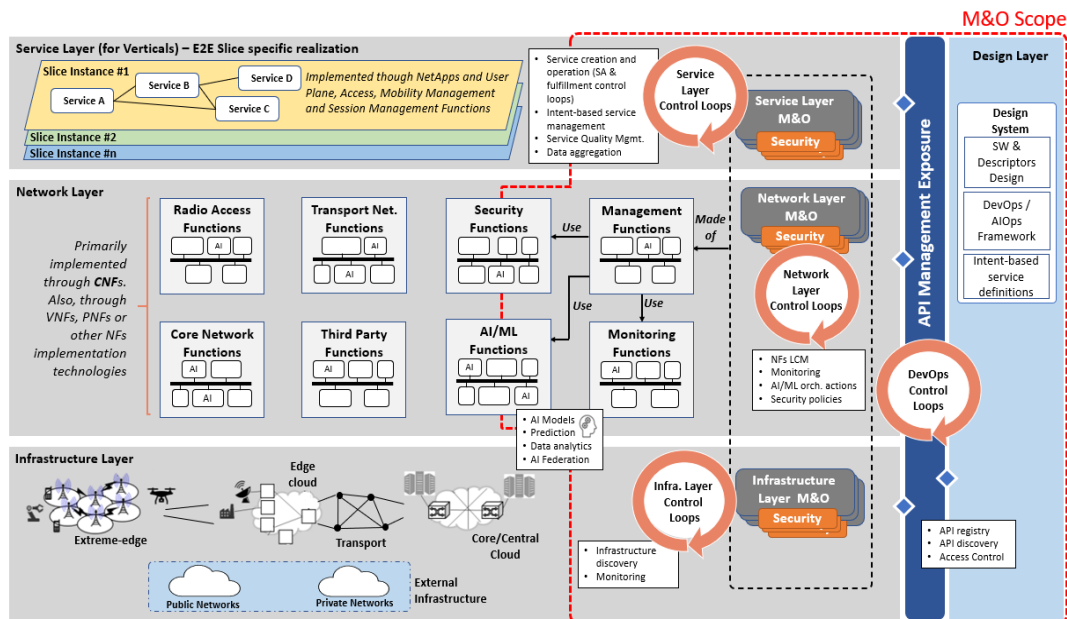 M&O Scope
Service Layer (for Verticals) – E2E Slice specific realization
Slice Instance #1
Service A
Service B
Service D
Service C
Implemented though NetApps and User
Plane, Access, Mobility Management
and Session Management Functions
Slice Instance #2
Slice Instance #n
• Service creation and
operation (SA &
fulfillment control
loops)
• Intent-based service
management
• Service Quality Mgmt.
• Data aggregation
Service
Layer
Control Loops
Service Layer
M&O
Security
API Management Exposure
Design Layer
Design
System
SW &
Descriptors
Design
DevOps /
AIOps
Framework
Intent-based
service
definitions
Network Layer
Primarily
implemented
through CNFs.
Also, through
VNFs, PNFs or
other NFs
implementation
technologies
Radio Access
Functions
AI
Transport Net.
Functions
AI
AI
Security
Functions
AI
Use
Management
Functions
AI
Made
of
Network Layer
M&O
Security
Network
Layer
Control Loops
Use
Use
Core Network
Functions
AI
AI
Third Party
Functions
AI
AI/ML
Functions
AI
AI
Monitoring
Functions
AI
• NFs LCM
• Monitoring
• AI/ML orch. actions
• Security policies
DevOps
Control
Loops
• AI Models
• Prediction
• Data analytics
• AI Federation
Infrastructure Layer
Extreme-edge
Edge
cloud
Transport
Core/Central
Cloud
Infra. Layer
Control
Loops
Infrastructure
Layer M&O
Security
• Infrastructure
discovery
• Monitoring
• API registry
• API discovery
• Access Control
Public Networks
Private Networks
External
Infrastructure